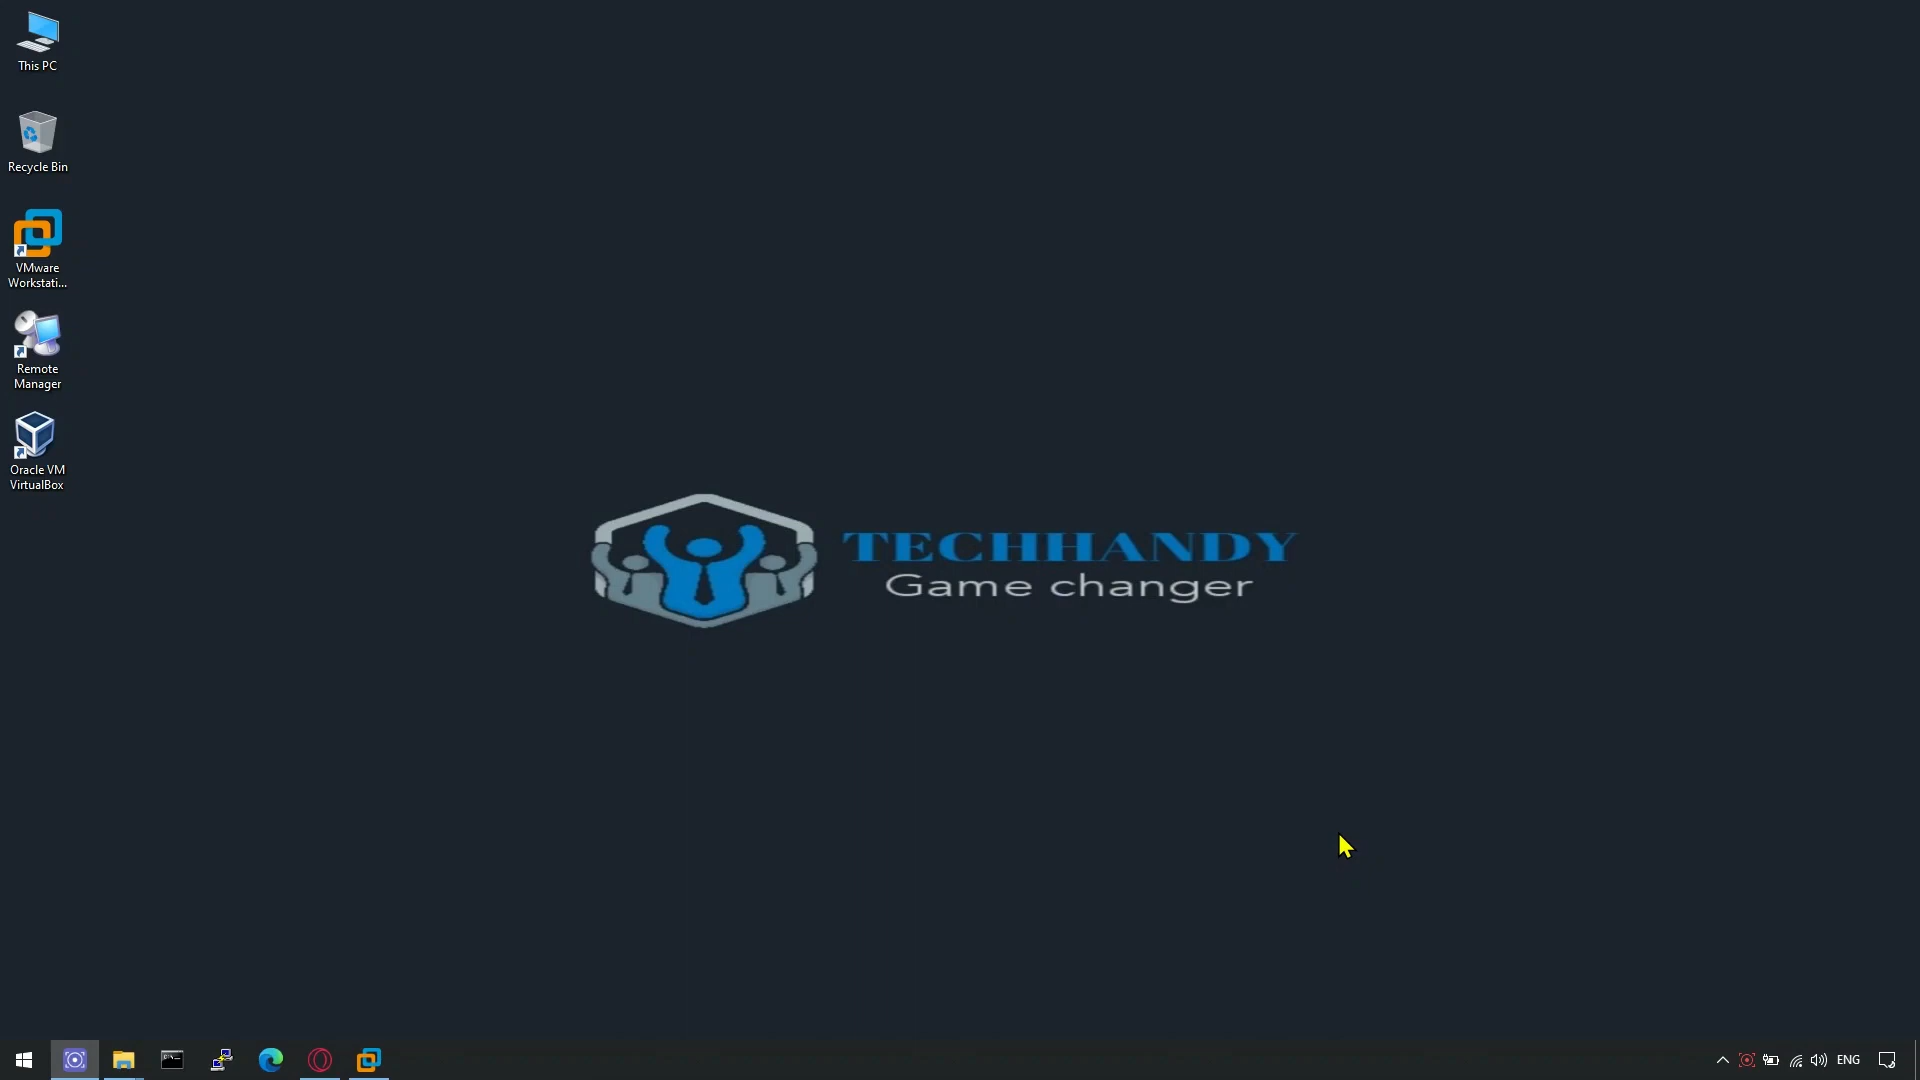 This PC
Recycle Bin
VMware
Workstati...
Remote
Manager
Oracle VM
VirtualBox
TECHHANDY
Game changer
ENG